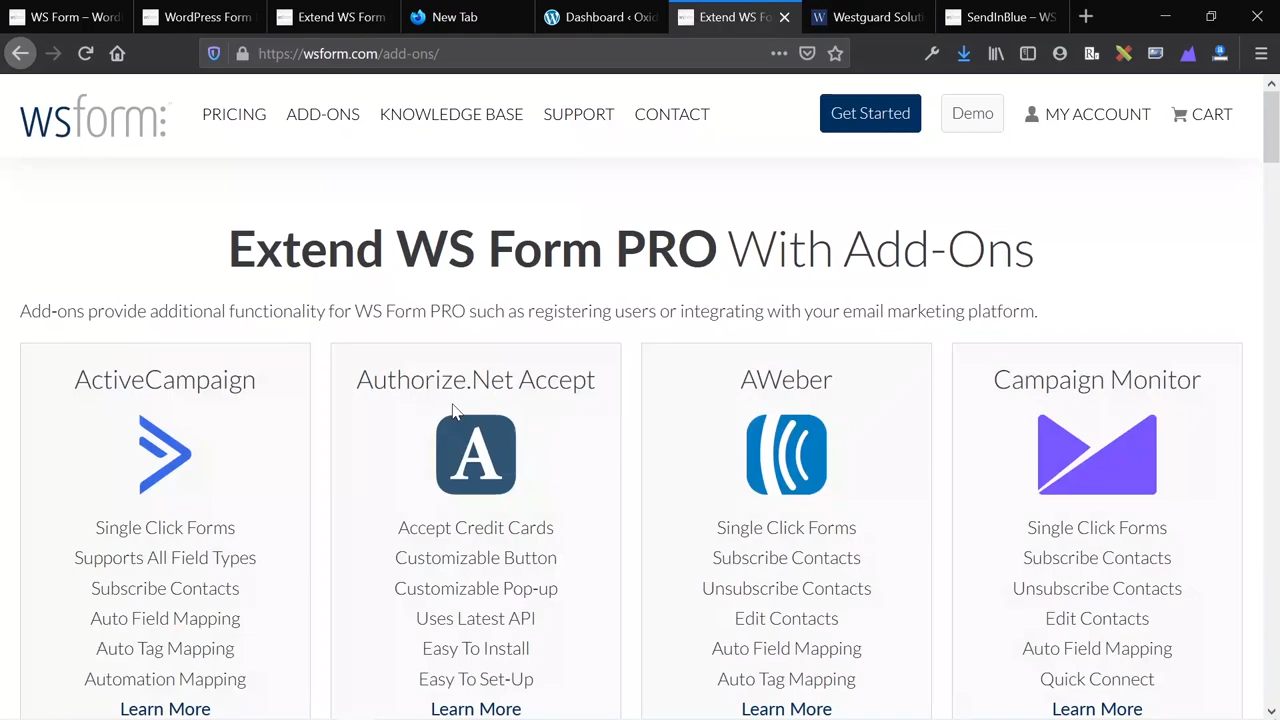 WS Form – WordP
WordPress Form
Extend WS Form
New Tab
Dashboard ‹ Oxid
Extend WS Fo
Westguard Soluti
SendInBlue – WS
https://wsform.com/add-ons/
wsform:
PRICING
ADD-ONS
KNOWLEDGE BASE
SUPPORT
CONTACT
Get Started
Demo
MY ACCOUNT
CART
Extend WS Form PRO With Add-Ons
Add-ons provide additional functionality for WS Form PRO such as registering users or integrating with your email marketing platform.
ActiveCampaign
Single Click Forms
Supports All Field Types
Subscribe Contacts
Auto Field Mapping
Auto Tag Mapping
Automation Mapping
Learn More
Authorize.Net Accept
A
Accept Credit Cards
Customizable Button
Customizable Pop-up
Uses Latest API
Easy To Install
Easy To Set-Up
Learn More
AWeber
Single Click Forms
Subscribe Contacts
Unsubscribe Contacts
Edit Contacts
Auto Field Mapping
Auto Tag Mapping
Learn More
Campaign Monitor
Single Click Forms
Subscribe Contacts
Unsubscribe Contacts
Edit Contacts
Auto Field Mapping
Quick Connect
Learn More